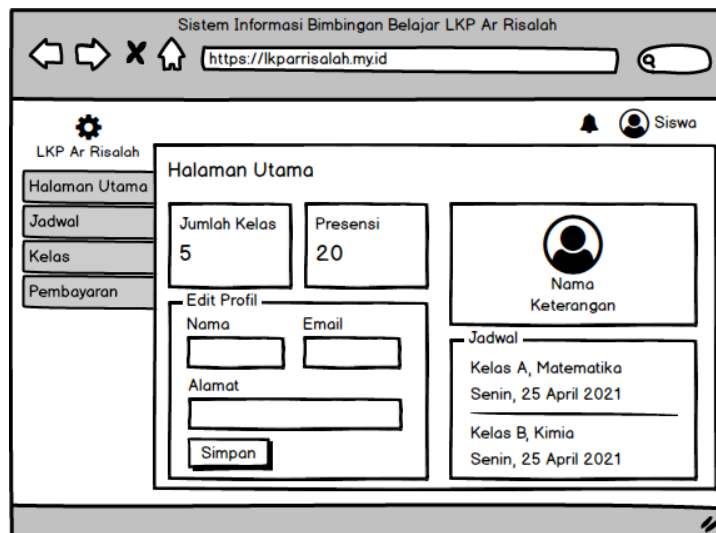 Sistem Informasi Bimbingan Belajar LKP Ar Risalah
https://lkparrisalah.my.id
Siswa
LKP Ar Risalah
Halaman Utama
Jadwal
Kelas
Pembayaran
Halaman Utama
Jumlah Kelas
5
Presensi
20
Nama
Keterangan
Edit Profil
Nama
Email
Alamat
Simpan
Jadwal
Kelas A, Matematika
Senin, 25 April 2021
Kelas B, Kimia
Senin, 25 April 2021